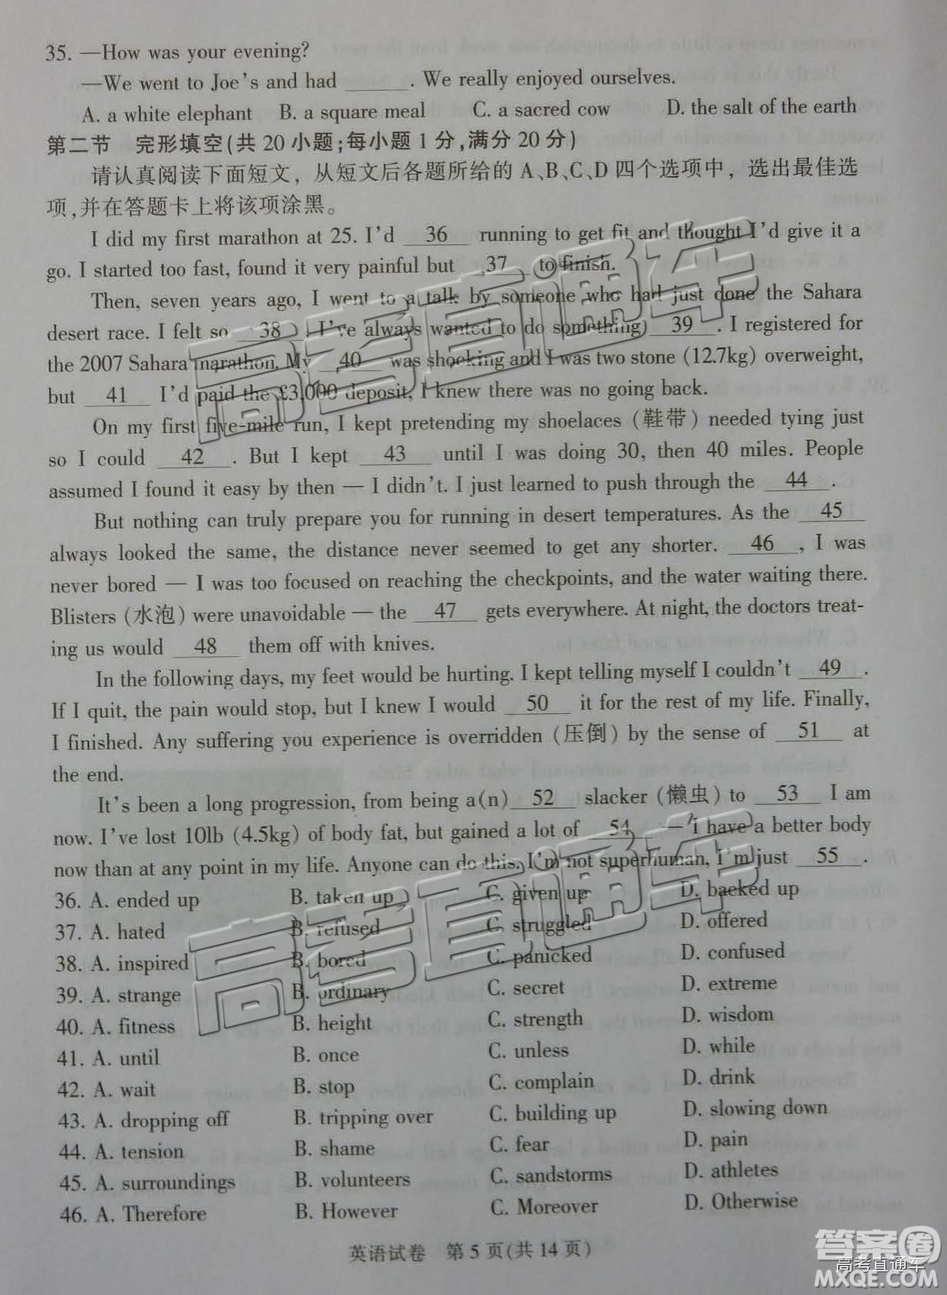 35. —How was your evening?
—We went to Joe's and had ______. We really enjoyed ourselves.
A. a white elephant B. a square meal C. a sacred cow D. the salt of the earth
第二节 完形填空(共 20 小题;每小题 1 分,满分 20 分)
请认真阅读下面短文，从短文后各题所给的 A、B、C、D 四个选项中，选出最佳选
项,并在答题卡上将该项涂黑。
I did my first marathon at 25. I'd __36__ running to get fit and thought I'd give it a
go. I started too fast, found it very painful but __37__ to finish.
Then, seven years ago, I went to a talk by someone who had just done the Sahara
desert race. I felt so __38__. I've always wanted to do something __39__. I registered for
the 2007 Sahara marathon. My __40__ was shocking and I was two stone (12.7kg) overweight,
but __41__ I'd paid the £3,000 deposit, I knew there was no going back.
On my first five-mile run, I kept pretending my shoelaces (鞋带) needed tying just
so I could __42__. But I kept __43__ until I was doing 30, then 40 miles. People
assumed I found it easy by then — I didn't. I just learned to push through the __44__.
But nothing can truly prepare you for running in desert temperatures. As the __45__
always looked the same, the distance never seemed to get any shorter. __46__, I was
never bored — I was too focused on reaching the checkpoints, and the water waiting there.
Blisters (水泡) were unavoidable — the __47__ gets everywhere. At night, the doctors treat-
ing us would __48__ them off with knives.
In the following days, my feet would be hurting. I kept telling myself I couldn't __49__.
If I quit, the pain would stop, but I knew I would __50__ it for the rest of my life. Finally,
I finished. Any suffering you experience is overridden (压倒) by the sense of __51__ at
the end.
It's been a long progression, from being a(n) __52__ slacker (懒虫) to __53__ I am
now. I've lost 10lb (4.5kg) of body fat, but gained a lot of __54__ — I have a better body
now than at any point in my life. Anyone can do this. I'm not superhuman, I'm just __55__.
36. A. ended up B. taken up C. given up D. backed up
37. A. hated B. refused C. struggled D. offered
38. A. inspired B. bored C. panicked D. confused
39. A. strange B. ordinary C. secret D. extreme
40. A. fitness B. height C. strength D. wisdom
41. A. until B. once C. unless D. while
42. A. wait B. stop C. complain D. drink
43. A. dropping off B. tripping over C. building up D. slowing down
44. A. tension B. shame C. fear D. pain
45. A. surroundings B. volunteers C. sandstorms D. athletes
46. A. Therefore B. However C. Moreover D. Otherwise
英语试卷 第 5 页(共 14 页)
高考直通车
高考直通车
答案卷
高考直通车
MXQE.COM